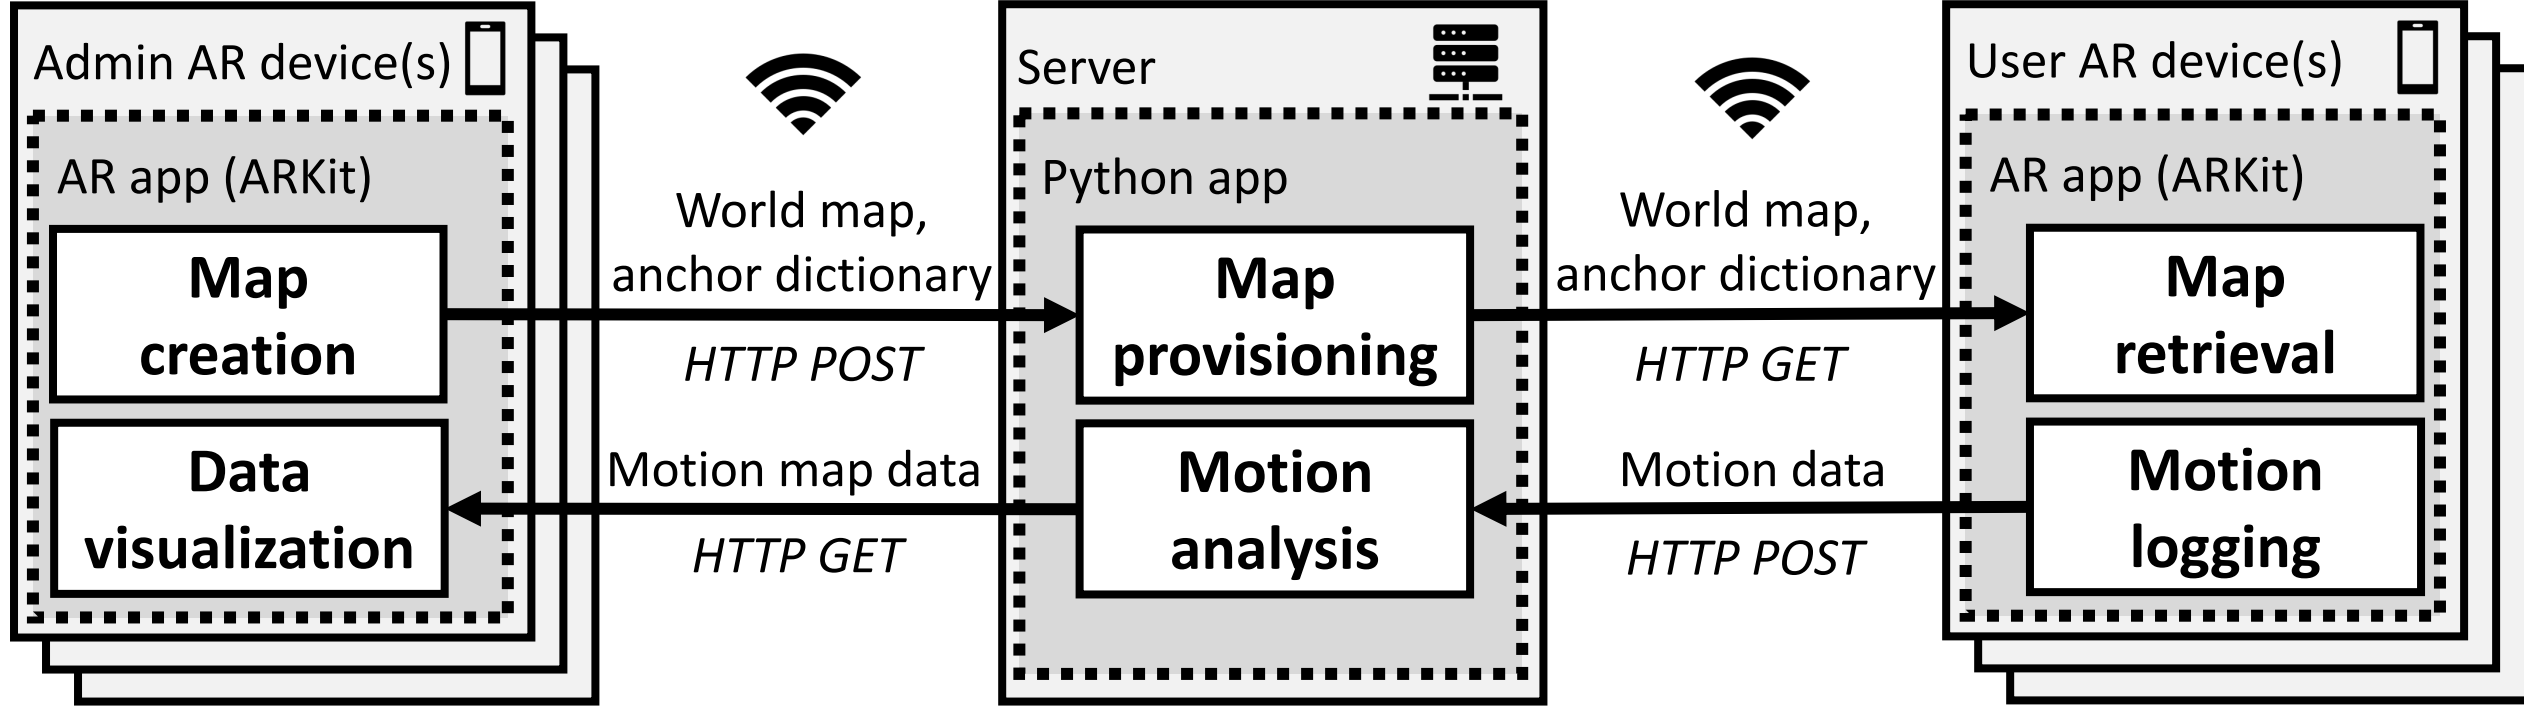 Admin AR device(s)
AR app (ARKit)
Map
creation
Data
visualization
World map,
anchor dictionary
HTTP POST
Motion map data
HTTP GET
Server
Python app
Map
provisioning
Motion
analysis
World map,
anchor dictionary
HTTP GET
Motion data
HTTP POST
User AR device(s)
AR app (ARKit)
Map
retrieval
Motion
logging